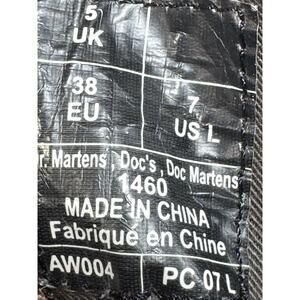 5
UK
38
EU
7
US L
r. Martens , Doc's , Doc Martens
1460
MADE IN CHINA
Fabrique en Chine
AW004
PC 07 L